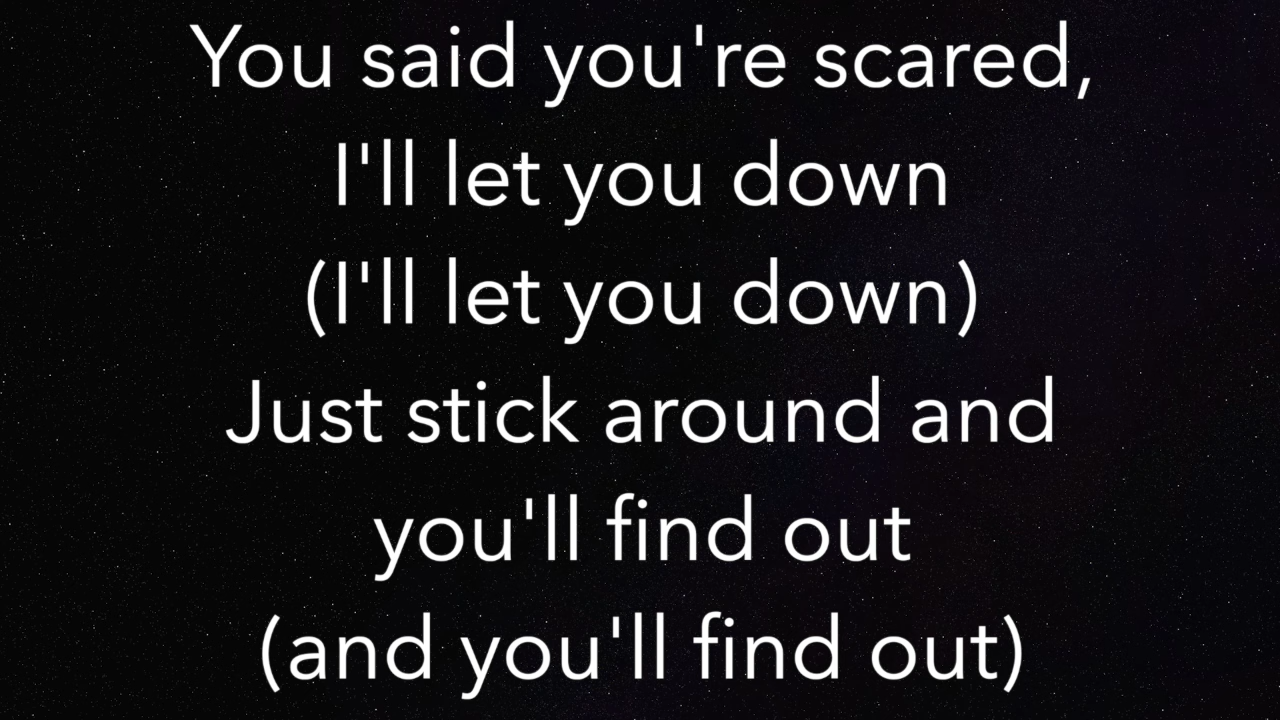 You said you're scared,
I'll let you down
(I'll let you down)
Just stick around and
you'll find out
(and you'll find out)